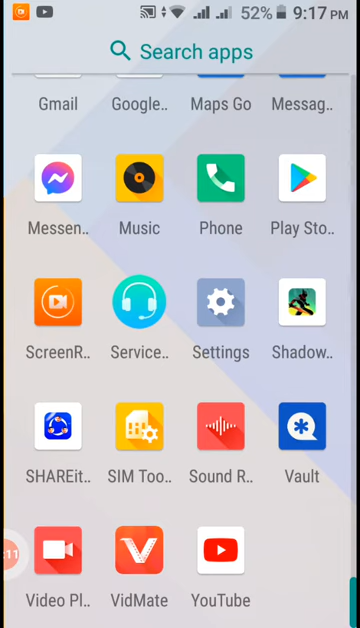 52% 9:17 PM
Search apps
Gmail Google.. Maps Go Messag..
Messen.. Music Phone Play Sto..
ScreenR.. Service.. Settings Shadow..
SHAREit.. SIM Too.. Sound R.. Vault
:11
Video Pl.. VidMate YouTube